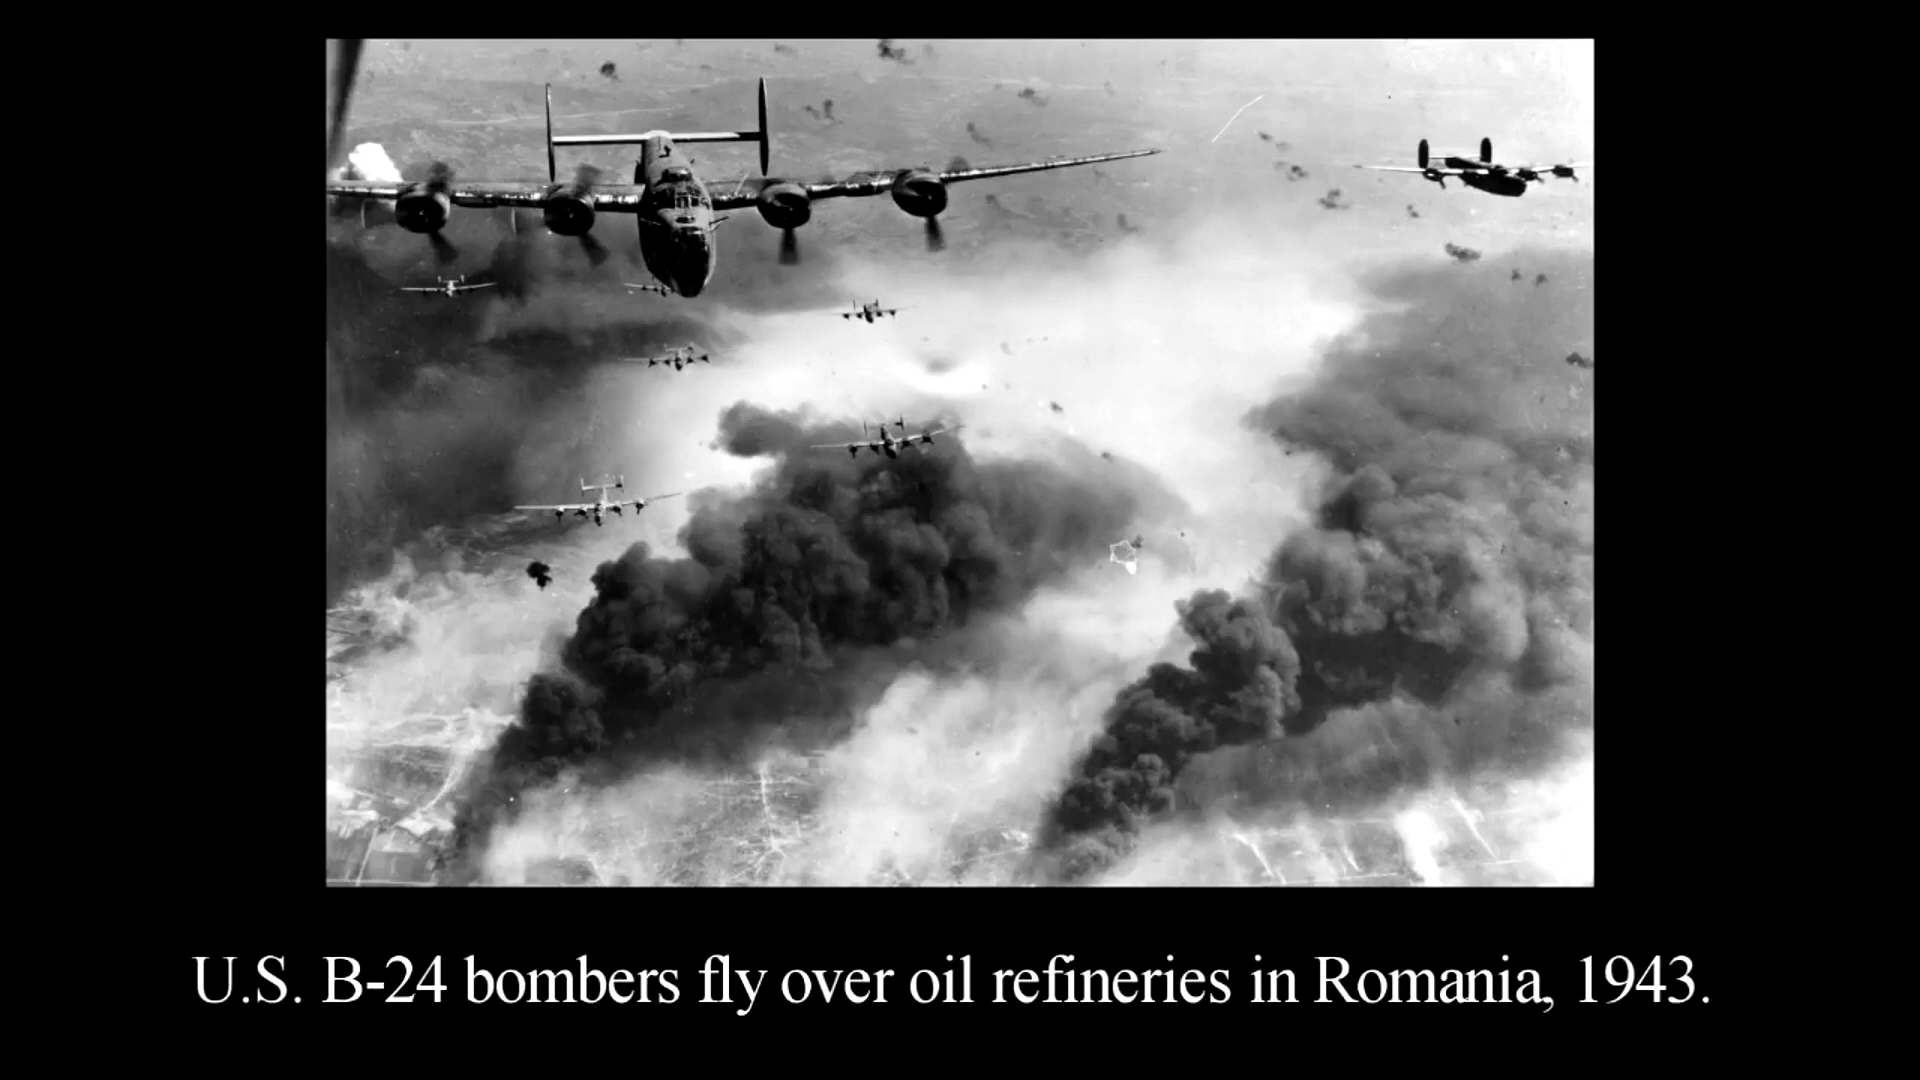 U.S. B-24 bombers fly over oil refineries in Romania, 1943.